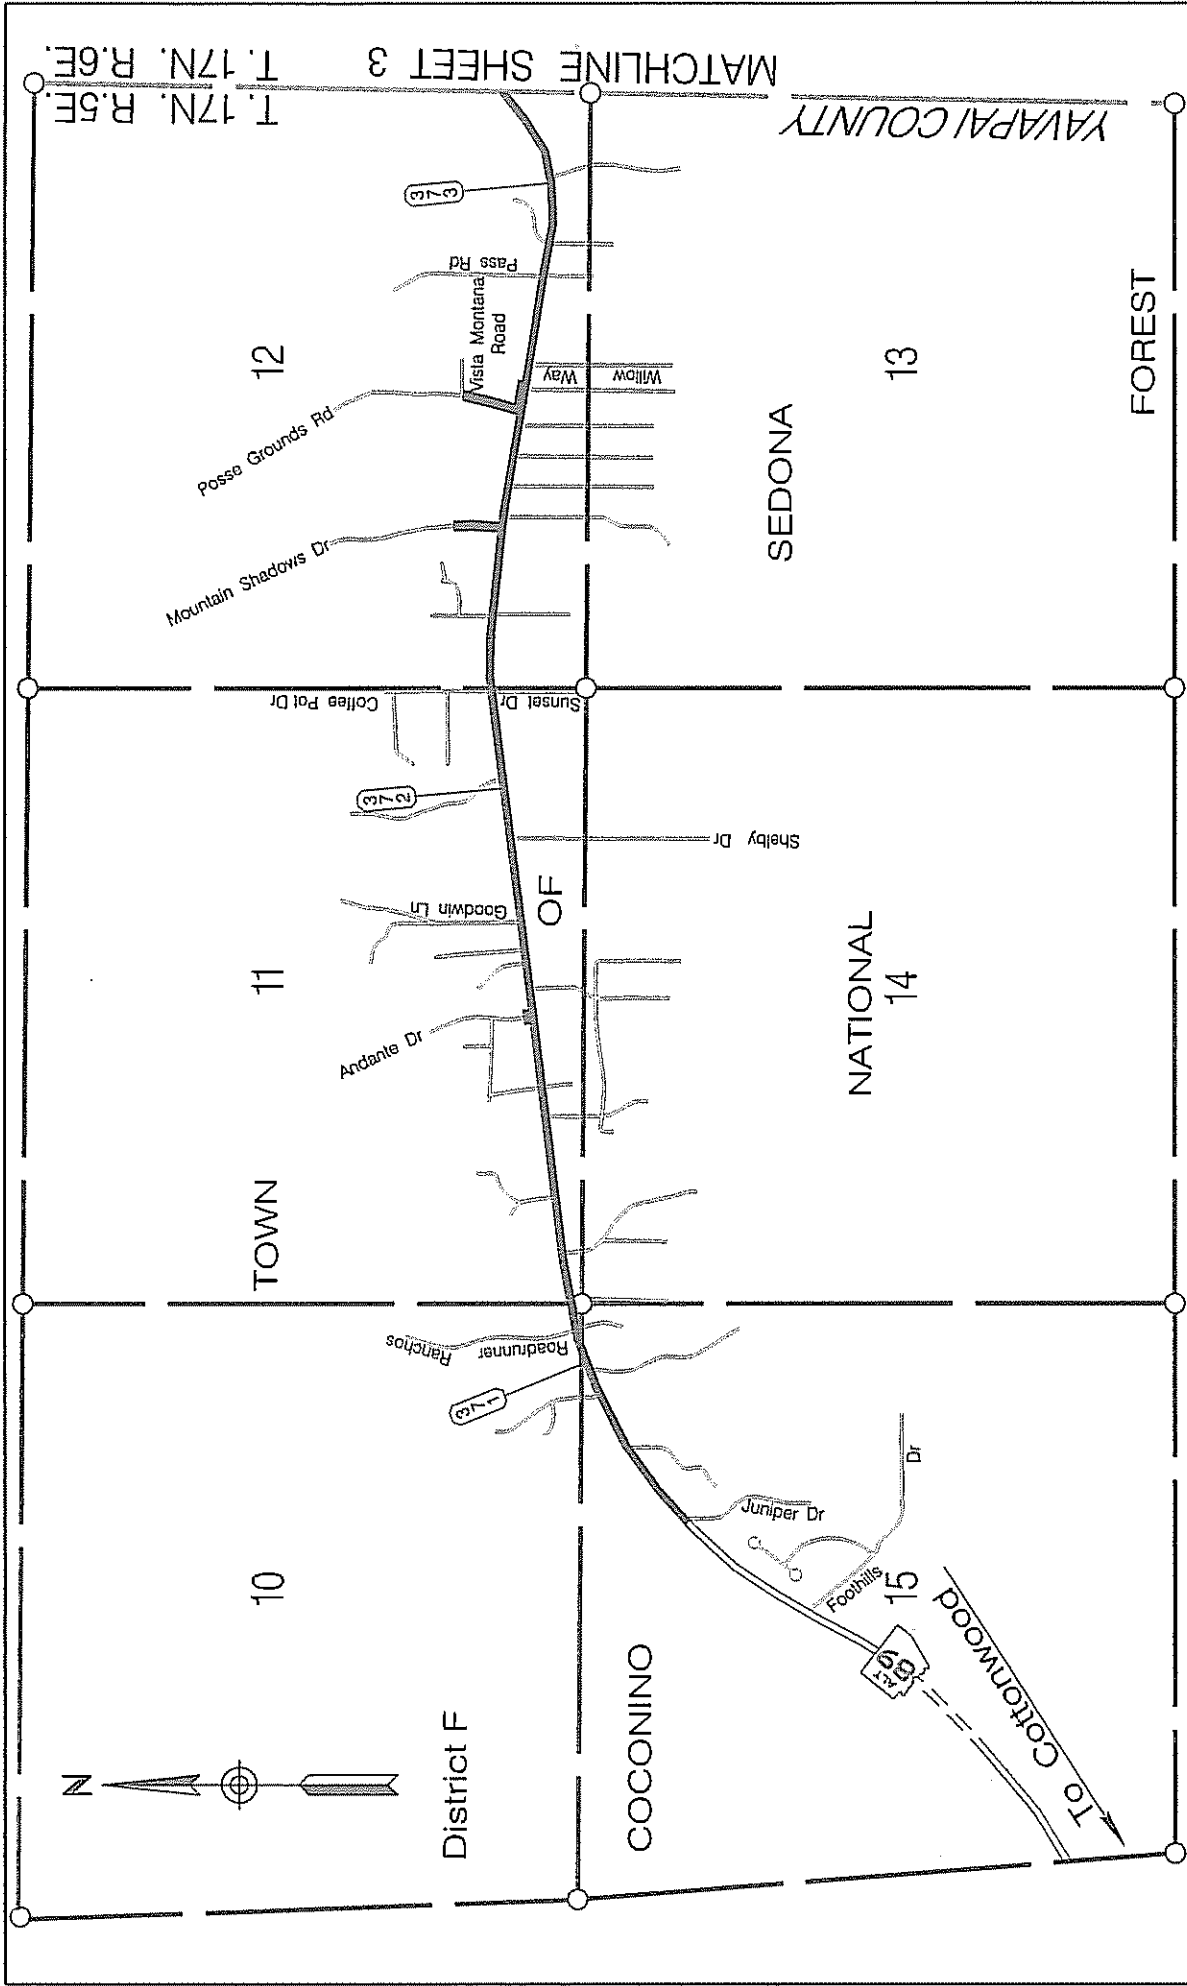 T. 17N. R.5E.
T. 17N. R.6E.
MATCHLINE SHEET 3
YAVAPAI COUNTY
N
District F
10
TOWN
11
12
Posse Grounds Rd
Mountain Shadows Dr
Vista Montana
Road
Pass Rd
373
Coffee Pot Dr
Sunset Dr
372
Goodwin Ln
Andante Dr
OF
Shelby Dr
Willow Way
Ranchos
Roadrunner
371
COCONINO
Juniper Dr
Foothills Dr
15
ALT
89
To Cottonwood
NATIONAL
14
SEDONA
13
FOREST